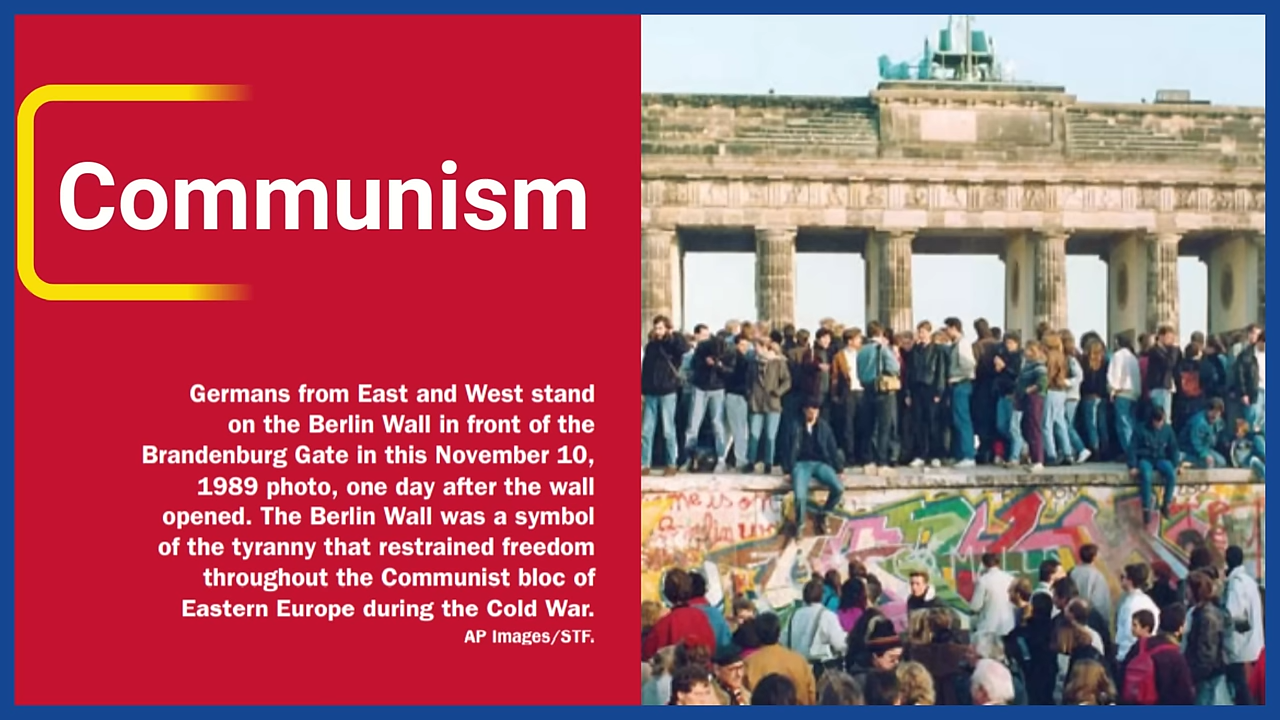 Communism
Germans from East and West stand
on the Berlin Wall in front of the
Brandenburg Gate in this November 10,
1989 photo, one day after the wall
opened. The Berlin Wall was a symbol
of the tyranny that restrained freedom
throughout the Communist bloc of
Eastern Europe during the Cold War.
AP Images/STF.